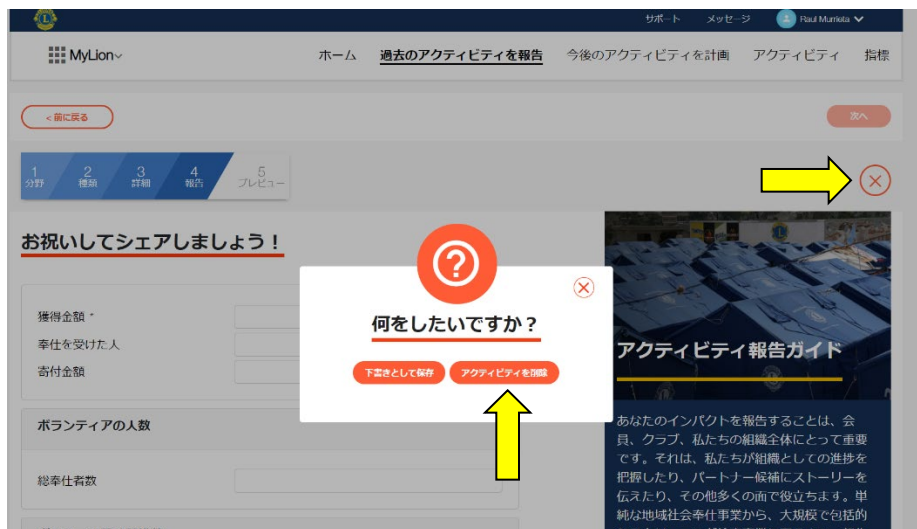 サポート メッセージ Raul Murrieta
MyLion
ホーム 過去のアクティビティを報告 今後のアクティビティを計画 アクティビティ 指標
<前に戻る
次へ
1 2 3 4 5
分野 種類 詳細 報告 プレビュー
お祝いしてシェアしましょう！
獲得金額 *
奉仕を受けた人
寄付金額
ボランティアの人数
総奉仕者数
何をしたいですか？
下書きとして保存 アクティビティを削除
アクティビティ報告ガイド
あなたのインパクトを報告することは、会
員、クラブ、私たちの組織全体にとって重要
です。それは、私たちが組織としての進捗を
把握したり、パートナー候補にストーリーを
伝えたり、その他多くの面で役立ちます。単
純な地域社会奉仕事業から、大規模で包括的